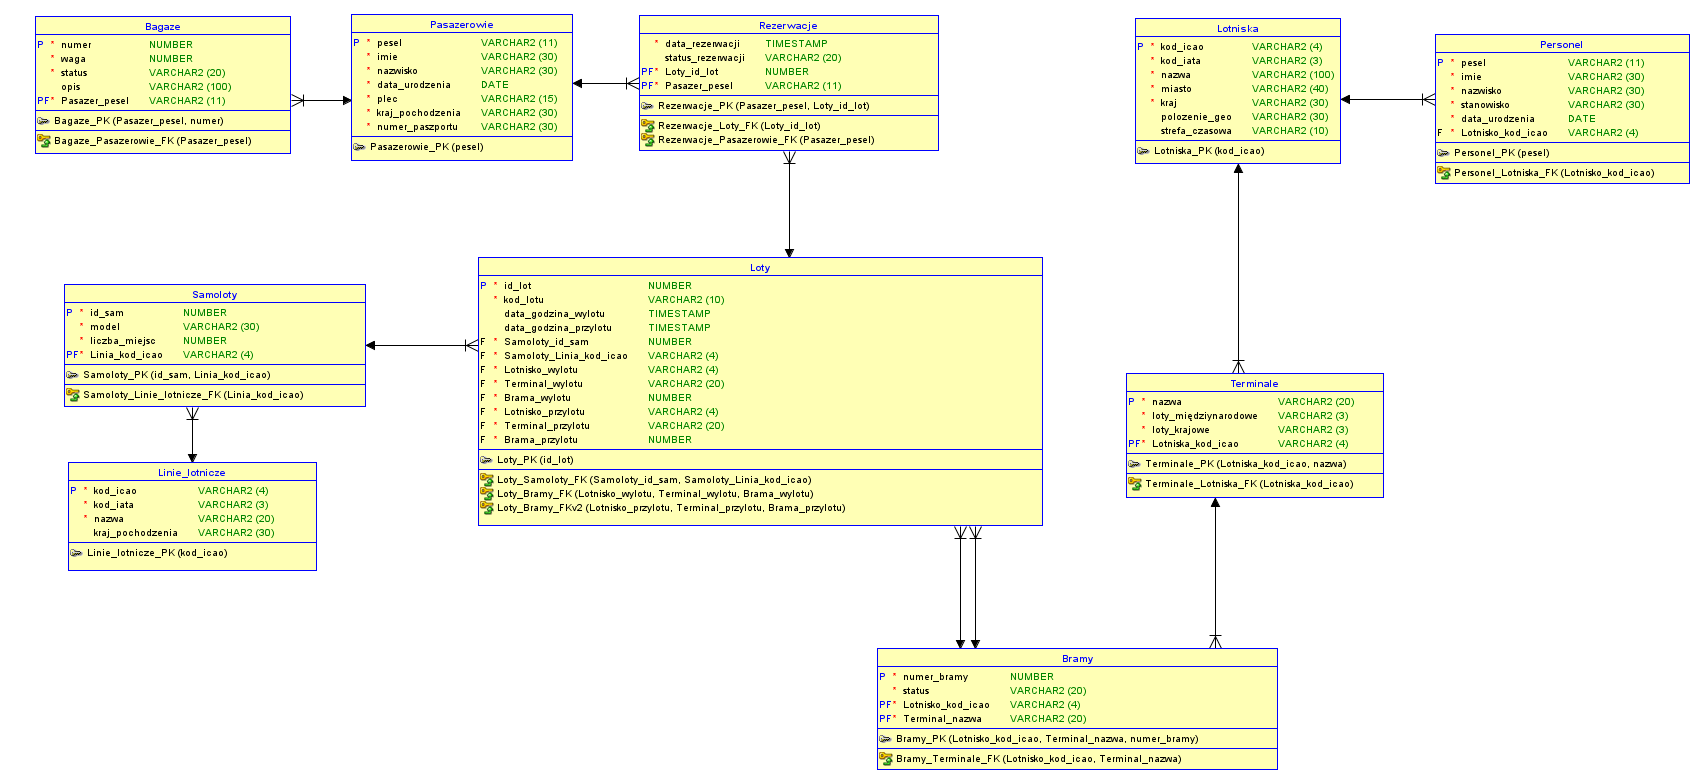 Bagaze
P * numer NUMBER
* waga NUMBER
* status VARCHAR2 (20)
opis VARCHAR2 (100)
PF* Pasazer_pesel VARCHAR2 (11)
Bagaze_PK (Pasazer_pesel, numer)
Bagaze_Pasazerowie_FK (Pasazer_pesel)
Pasazerowie
P * pesel VARCHAR2 (11)
* imie VARCHAR2 (30)
* nazwisko VARCHAR2 (30)
* data_urodzenia DATE
* plec VARCHAR2 (15)
* kraj_pochodzenia VARCHAR2 (30)
* numer_paszportu VARCHAR2 (30)
Pasazerowie_PK (pesel)
Rezerwacje
* data_rezerwacji TIMESTAMP
status_rezerwacji VARCHAR2 (20)
PF* Loty_id_lot NUMBER
PF* Pasazer_pesel VARCHAR2 (11)
Rezerwacje_PK (Pasazer_pesel, Loty_id_lot)
Rezerwacje_Loty_FK (Loty_id_lot)
Rezerwacje_Pasazerowie_FK (Pasazer_pesel)
Lotniska
P * kod_icao VARCHAR2 (4)
* kod_iata VARCHAR2 (3)
* nazwa VARCHAR2 (100)
* miasto VARCHAR2 (40)
* kraj VARCHAR2 (30)
polozenie_geo VARCHAR2 (30)
strefa_czasowa VARCHAR2 (10)
Lotniska_PK (kod_icao)
Personel
P * pesel VARCHAR2 (11)
* imie VARCHAR2 (30)
* nazwisko VARCHAR2 (30)
* stanowisko VARCHAR2 (30)
* data_urodzenia DATE
F * Lotnisko_kod_icao VARCHAR2 (4)
Personel_PK (pesel)
Personel_Lotniska_FK (Lotnisko_kod_icao)
Samoloty
P * id_sam NUMBER
* model VARCHAR2 (30)
* liczba_miejsc NUMBER
PF* Linia_kod_icao VARCHAR2 (4)
Samoloty_PK (id_sam, Linia_kod_icao)
Samoloty_Linie_lotnicze_FK (Linia_kod_icao)
Loty
P * id_lot NUMBER
* kod_lotu VARCHAR2 (10)
data_godzina_wylotu TIMESTAMP
data_godzina_przylotu TIMESTAMP
F * Samoloty_id_sam NUMBER
F * Samoloty_Linia_kod_icao VARCHAR2 (4)
F * Lotnisko_wylotu VARCHAR2 (4)
F * Terminal_wylotu VARCHAR2 (20)
F * Brama_wylotu NUMBER
F * Lotnisko_przylotu VARCHAR2 (4)
F * Terminal_przylotu VARCHAR2 (20)
F * Brama_przylotu NUMBER
Loty_PK (id_lot)
Loty_Samoloty_FK (Samoloty_id_sam, Samoloty_Linia_kod_icao)
Loty_Bramy_FK (Lotnisko_wylotu, Terminal_wylotu, Brama_wylotu)
Loty_Bramy_FKv2 (Lotnisko_przylotu, Terminal_przylotu, Brama_przylotu)
Terminale
P * nazwa VARCHAR2 (20)
* loty_międziynarodowe VARCHAR2 (3)
* loty_krajowe VARCHAR2 (3)
PF* Lotniska_kod_icao VARCHAR2 (4)
Terminale_PK (Lotniska_kod_icao, nazwa)
Terminale_Lotniska_FK (Lotniska_kod_icao)
Linie_lotnicze
P * kod_icao VARCHAR2 (4)
* kod_iata VARCHAR2 (3)
* nazwa VARCHAR2 (20)
kraj_pochodzenia VARCHAR2 (30)
Linie_lotnicze_PK (kod_icao)
Bramy
P * numer_bramy NUMBER
* status VARCHAR2 (20)
PF* Lotnisko_kod_icao VARCHAR2 (4)
PF* Terminal_nazwa VARCHAR2 (20)
Bramy_PK (Lotnisko_kod_icao, Terminal_nazwa, numer_bramy)
Bramy_Terminale_FK (Lotnisko_kod_icao, Terminal_nazwa)